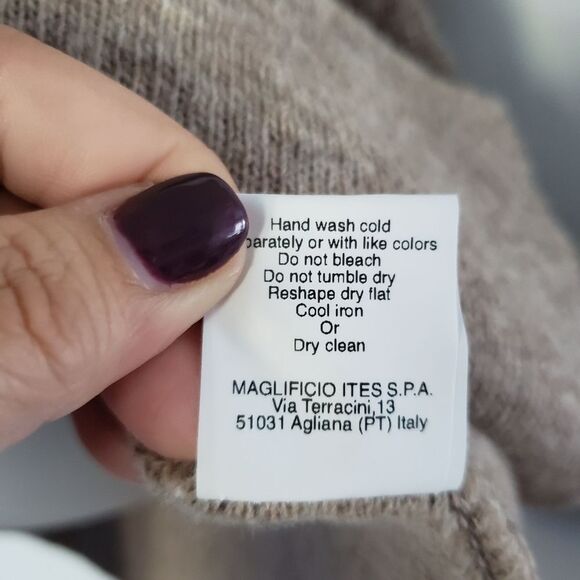 Hand wash cold
parately or with like colors
Do not bleach
Do not tumble dry
Reshape dry flat
Cool iron
Or
Dry clean
MAGLIFICIO ITES S.P.A.
Via Terracini,13
51031 Agliana (PT) Italy